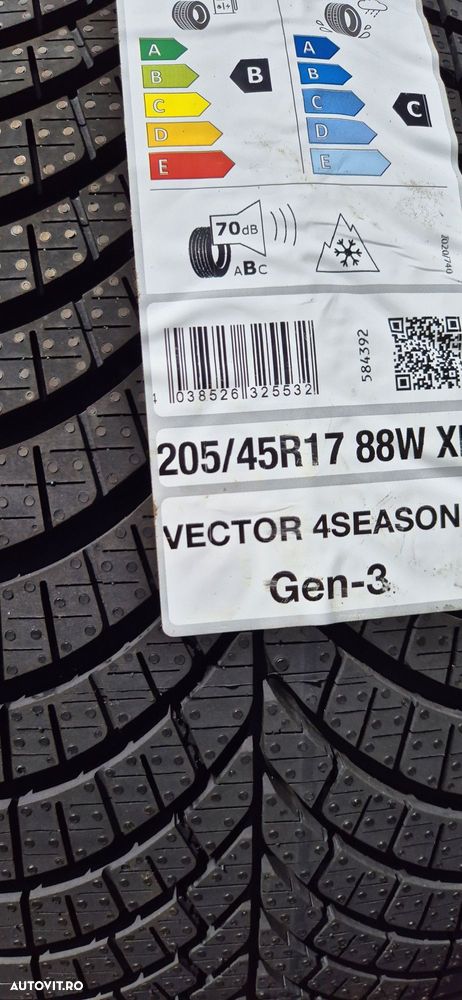 A
B
C
D
E
B
A
B
C
D
E
C
70dB
ABC
2020/740
584392
4 038526 325532
205/45R17 88W XL
VECTOR 4SEASON
Gen-3
AUTOVIT.RO